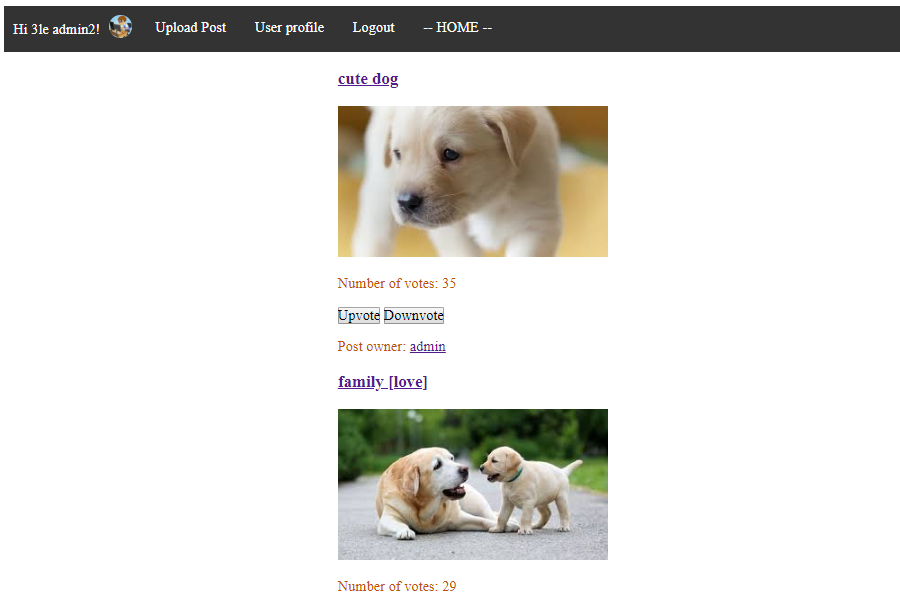 Hi 3le admin2! Upload Post User profile Logout -- HOME --
cute dog
Number of votes: 35
Upvote Downvote
Post owner: admin
family [love]
Number of votes: 29